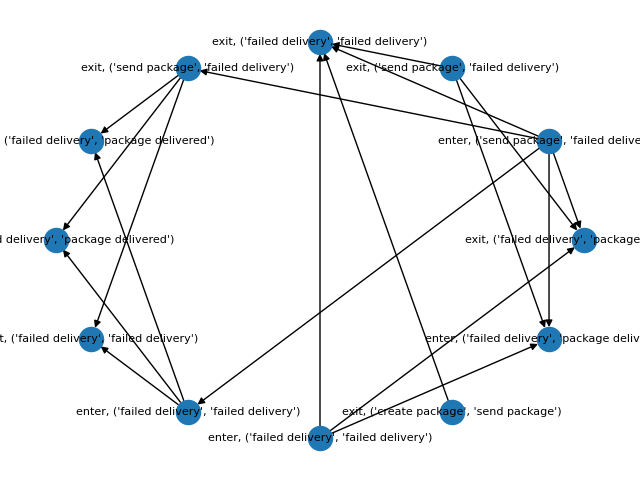 exit, ('failed delivery', 'failed delivery')
exit, ('send package', 'failed delivery')
exit, ('send package', 'failed delivery')
('failed delivery', 'package delivered')
enter, ('send package', 'failed delive
d delivery', 'package delivered')
exit, ('failed delivery', 'package
t, ('failed delivery', 'failed delivery')
enter, ('failed delivery', 'package deliv
enter, ('failed delivery', 'failed delivery')
exit, ('create package', 'send package')
enter, ('failed delivery', 'failed delivery')